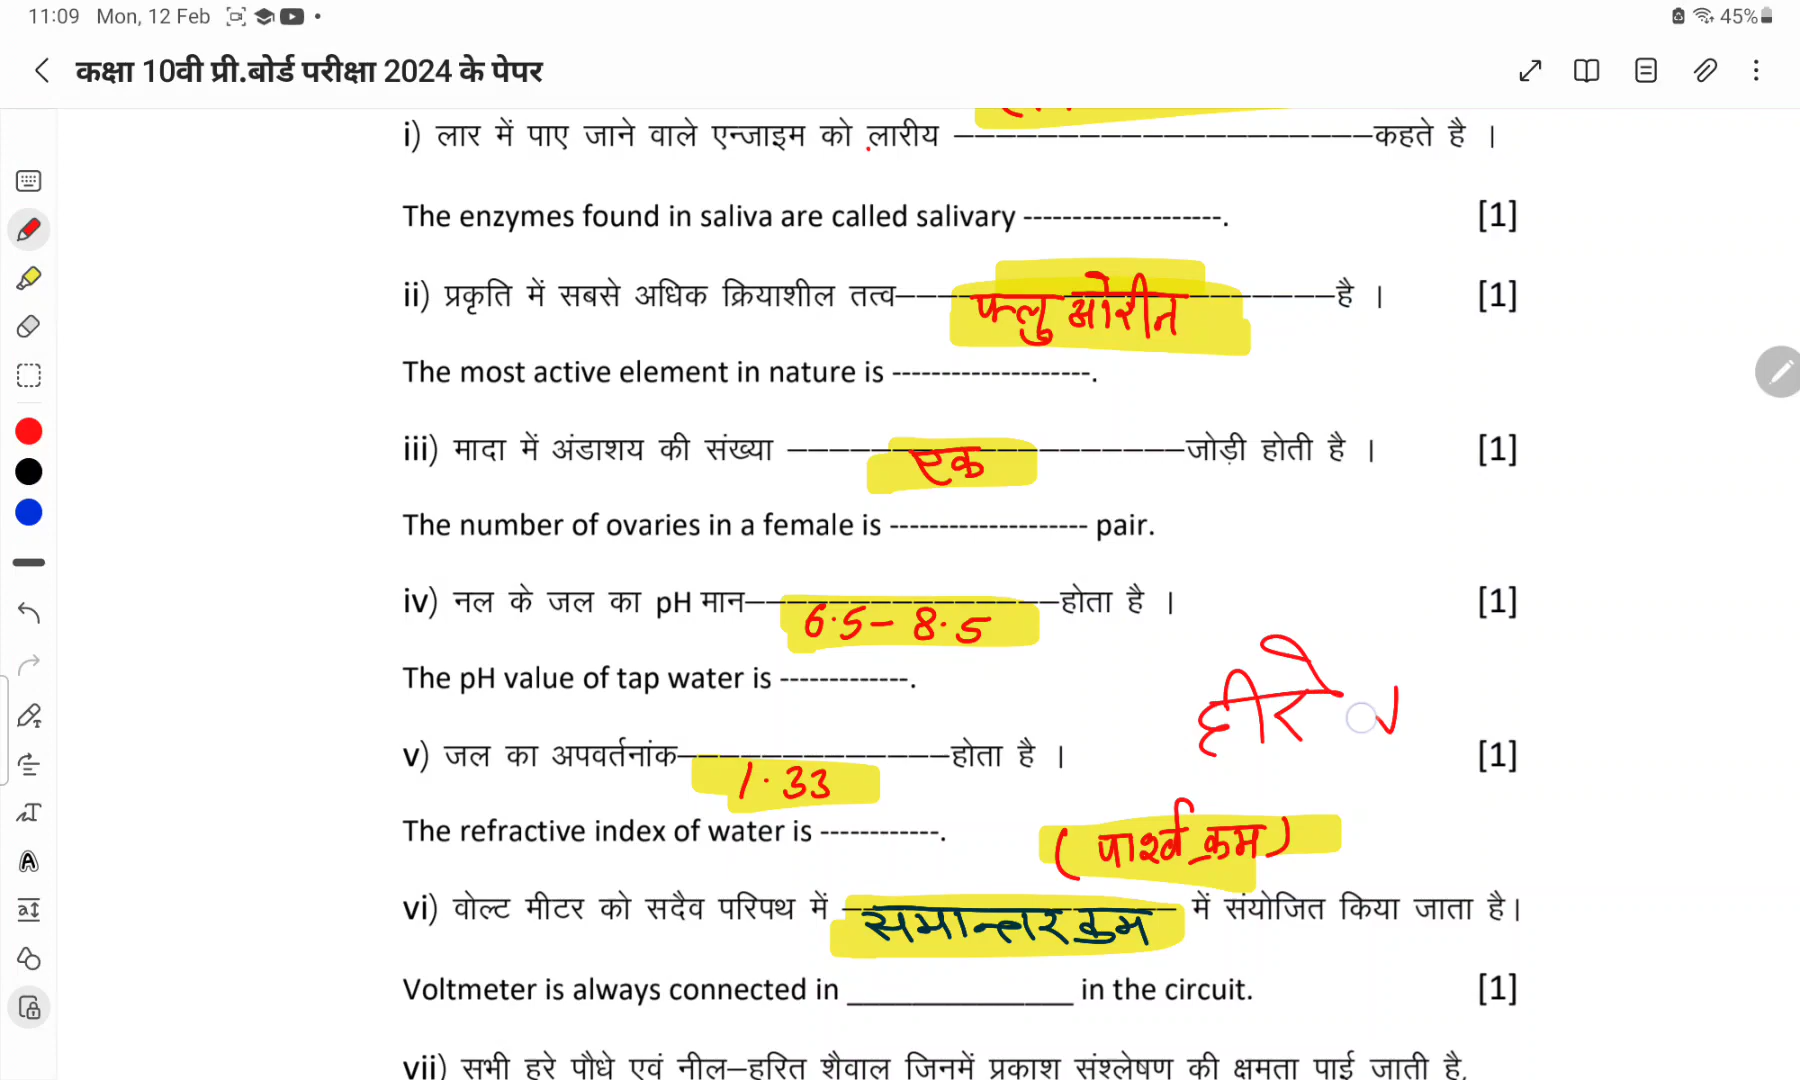 11:09 Mon, 12 Feb
45%
कक्षा 10वी प्री.बोर्ड परीक्षा 2024 के पेपर
i) लार में पाए जाने वाले एन्जाइम को लारीय ————————————————————कहते है ।
The enzymes found in saliva are called salivary --------------------. [1]
ii) प्रकृति में सबसे अधिक क्रियाशील तत्व—————————————————————है । [1]
फ्लुओरीन
The most active element in nature is --------------------.
iii) मादा में अंडाशय की संख्या ———————————————————जोड़ी होती है । [1]
एक
The number of ovaries in a female is -------------------- pair.
iv) नल के जल का pH मान———————————————होता है । [1]
6.5 – 8.5
The pH value of tap water is -------------.
हीरे
v) जल का अपवर्तनांक—————————————होता है । [1]
1.33
The refractive index of water is ------------.
(पार्श्व क्रम)
vi) वोल्ट मीटर को सदैव परिपथ में ———————————————— में संयोजित किया जाता है।
समान्तर क्रम
Voltmeter is always connected in _______________ in the circuit. [1]
vii) सभी हरे पौधे एवं नील–हरित शैवाल जिनमें प्रकाश संश्लेषण की क्षमता पाई जाती है,